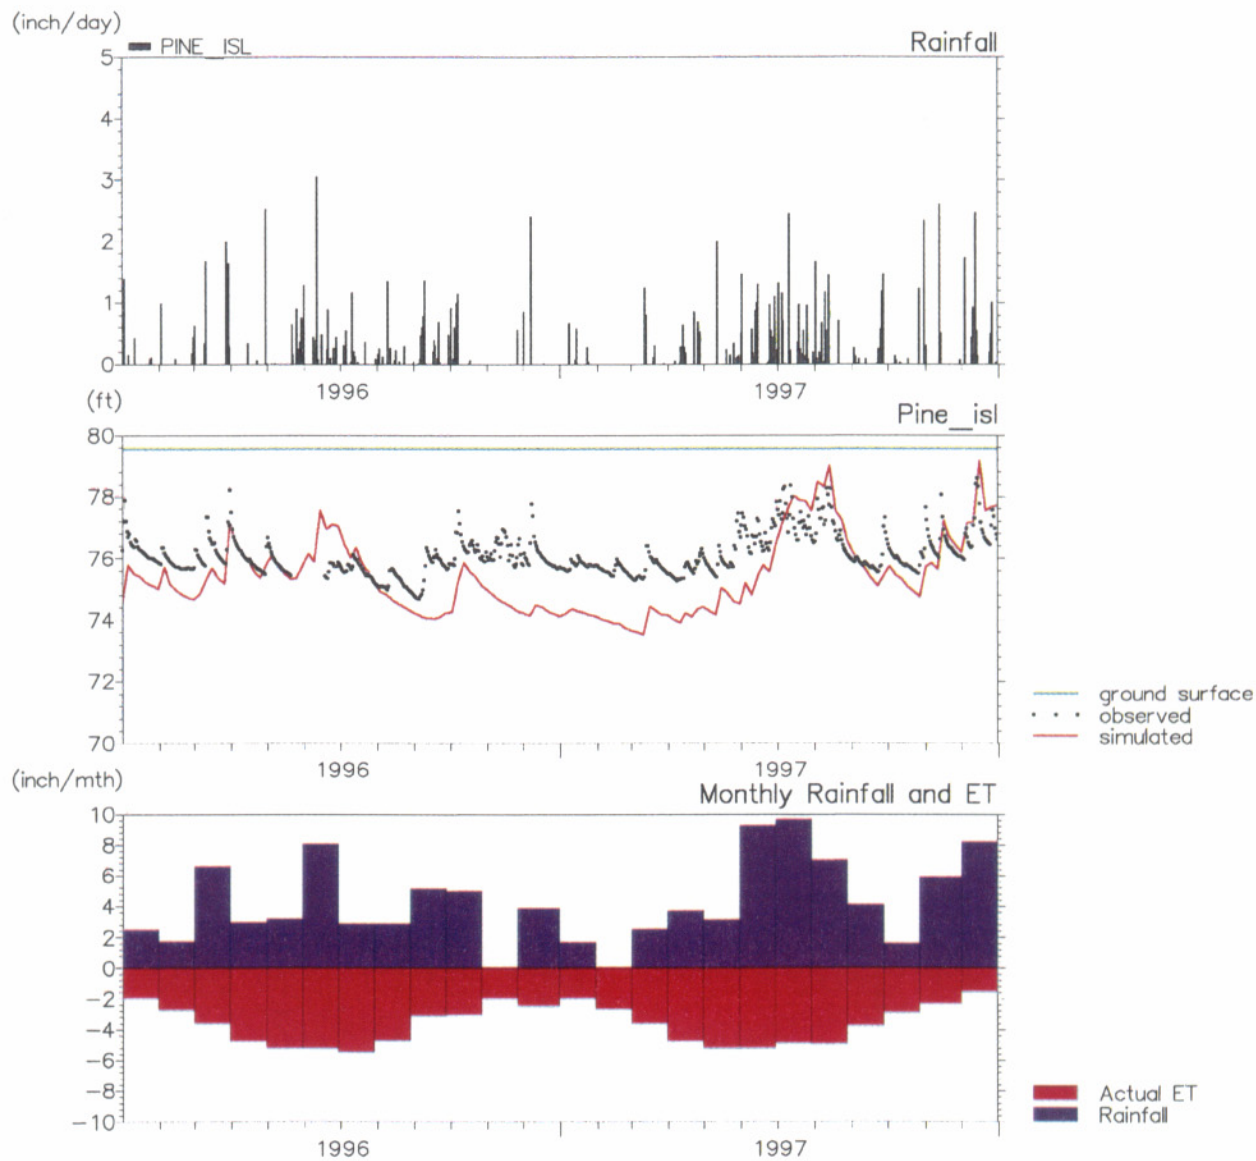 (inch/day)
PINE_ISL
Rainfall
5
4
3
2
1
0
1996
1997
(ft)
Pine_isl
80
78
76
74
72
70
ground surface
observed
simulated
1996
1997
(inch/mth)
Monthly Rainfall and ET
10
8
6
4
2
0
-2
-4
-6
-8
-10
Actual ET
Rainfall
1996
1997